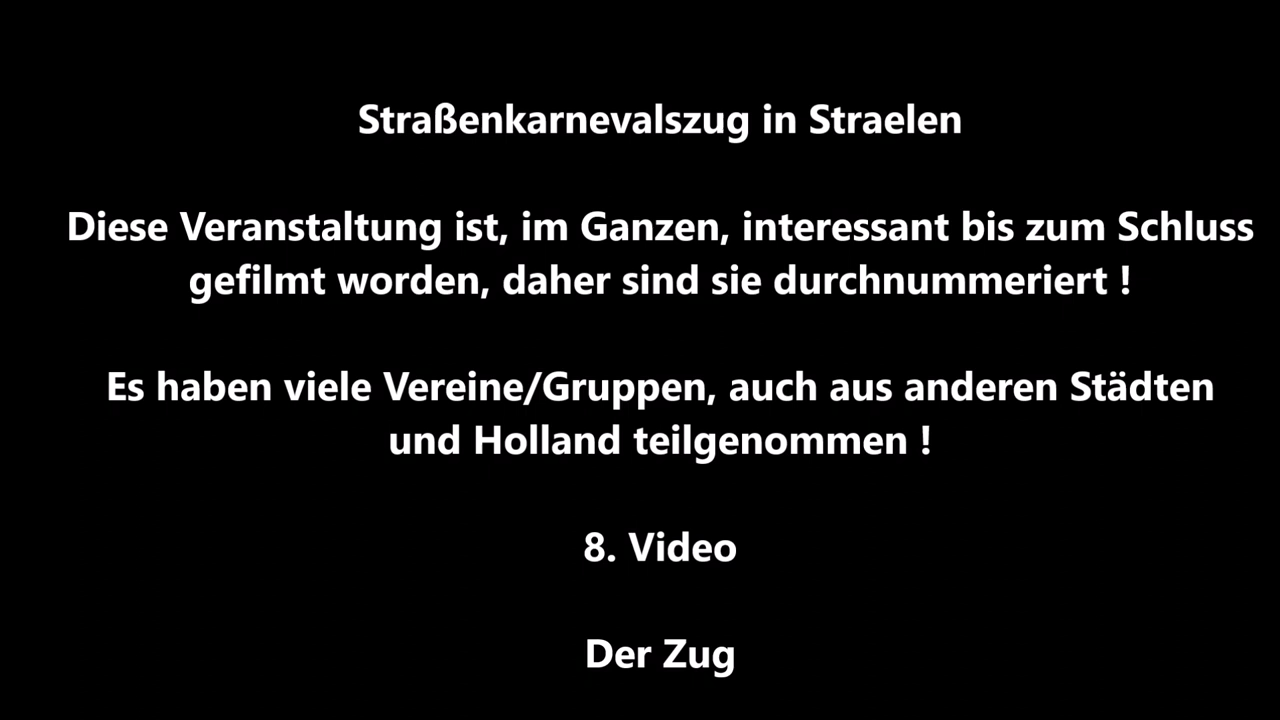 Straßenkarnevalszug in Straelen
Diese Veranstaltung ist, im Ganzen, interessant bis zum Schluss
gefilmt worden, daher sind sie durchnummeriert !
Es haben viele Vereine/Gruppen, auch aus anderen Städten
und Holland teilgenommen !
8. Video
Der Zug